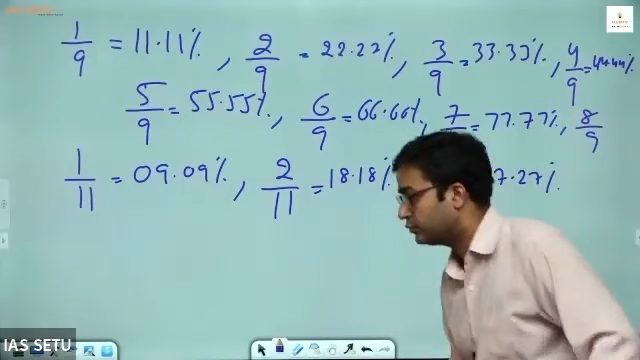 1/9 = 11.11%, 2/9 = 22.22%, 3/9 = 33.33%, 4/9 = 44.44%
5/9 = 55.55%, 6/9 = 66.66%, 7/ = 77.77%, 8/9
1/11 = 09.09%, 2/11 = 18.18% 7.27%.
IAS SETU